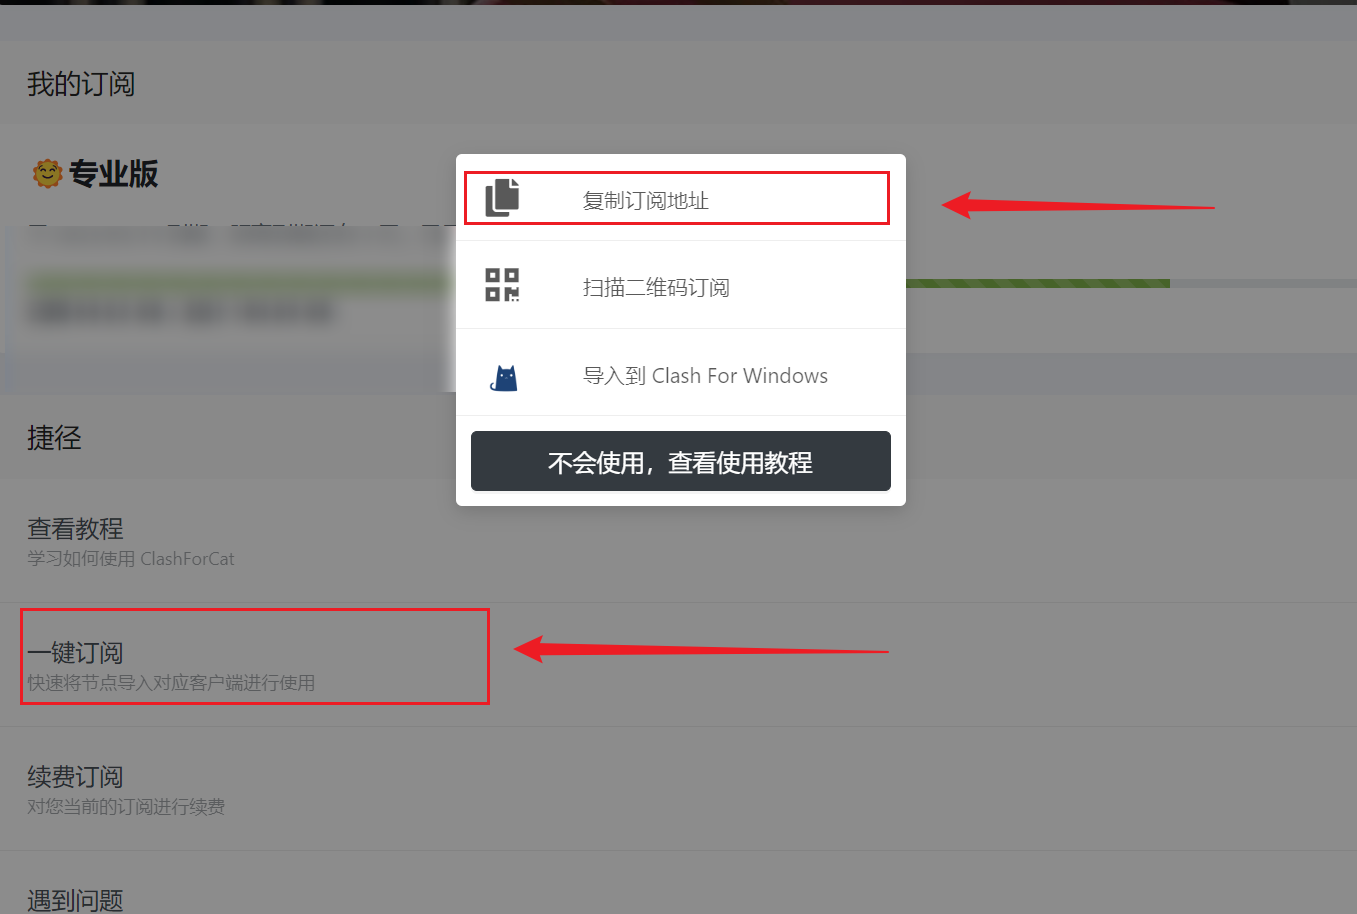 我的订阅
专业版
复制订阅地址
扫描二维码订阅
导入到 Clash For Windows
不会使用，查看使用教程
捷径
查看教程
学习如何使用 ClashForCat
一键订阅
快速将节点导入对应客户端进行使用
续费订阅
对您当前的订阅进行续费
遇到问题